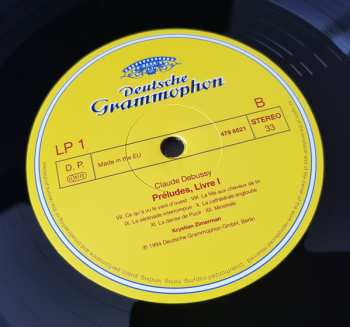 Deutsche
Grammophon
LP 1
B
D. P.
Made in the EU
479 8521
STEREO
33
Claude Debussy
Préludes, Livre I
VII. Ce qu'a vu le vent d'ouest · VIII. La fille aux cheveux de lin
IX. La sérénade interrompue · X. La cathédrale engloutie
XI. La danse de Puck · XII. Minstrels
Krystian Zimerman
℗ 1994 Deutsche Grammophon GmbH, Berlin